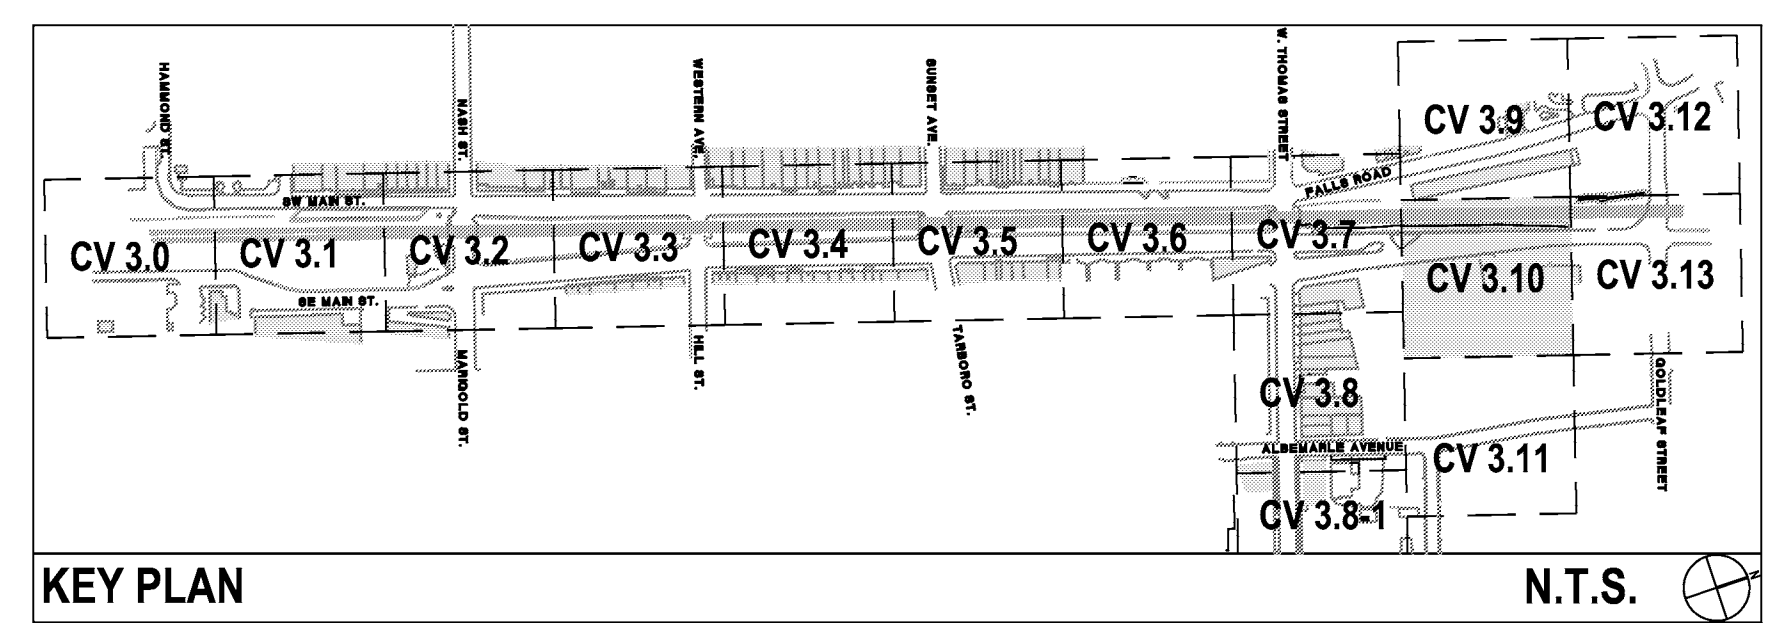 HAMMOND ST.
NASH ST.
WESTERN AVE.
SUNSET AVE.
W. THOMAS STREET
CV 3.9
CV 3.12
FALLS ROAD
SW MAIN ST.
CV 3.0
CV 3.1
CV 3.2
CV 3.3
CV 3.4
CV 3.5
CV 3.6
CV 3.7
CV 3.10
CV 3.13
SE MAIN ST.
MARIGOLD ST.
HILL ST.
TARBORO ST.
CV 3.8
GOLDLEAF STREET
ALBEMARLE AVENUE
CV 3.11
CV 3.8-1
KEY PLAN
N.T.S.
N